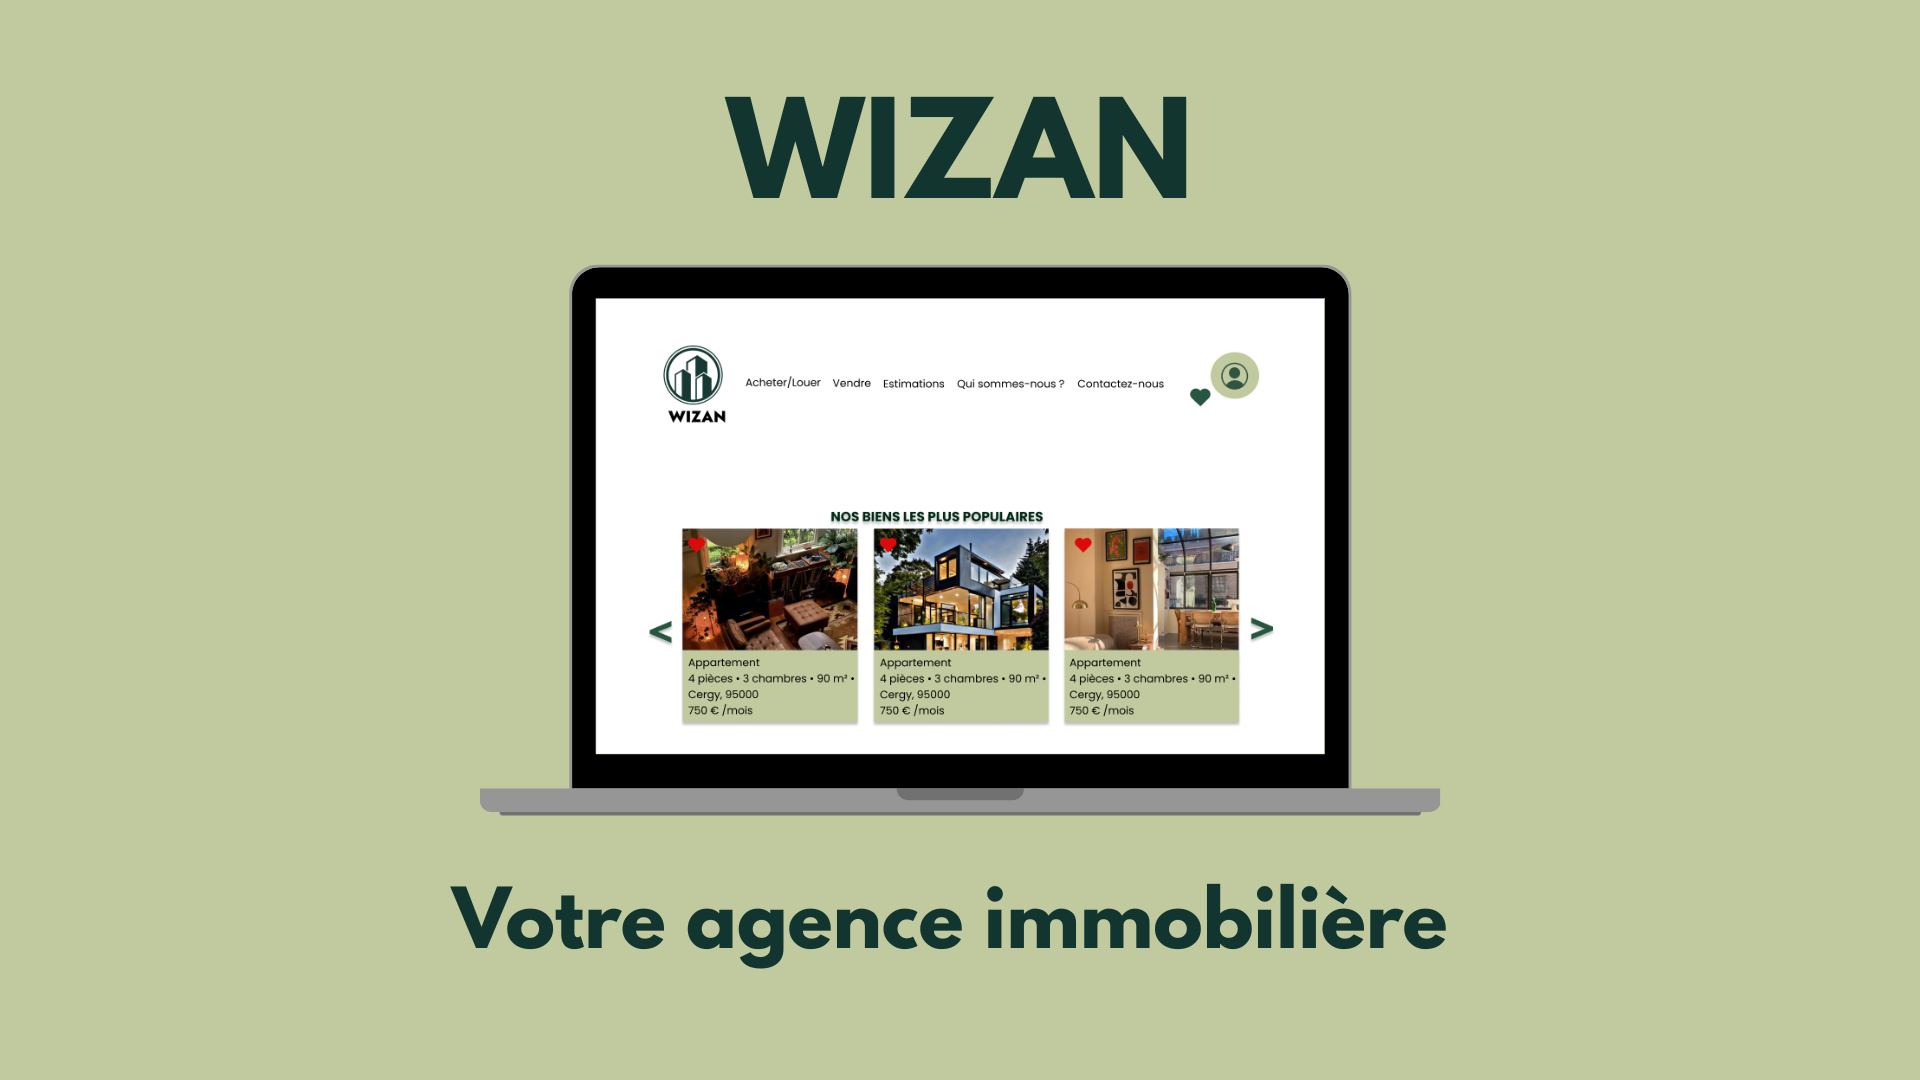 WIZAN
Acheter/Louer Vendre Estimations Qui sommes-nous ? Contactez-nous
WIZAN
NOS BIENS LES PLUS POPULAIRES
< >
Appartement
4 pièces • 3 chambres • 90 m² •
Cergy, 95000
750 € /mois
Appartement
4 pièces • 3 chambres • 90 m² •
Cergy, 95000
750 € /mois
Appartement
4 pièces • 3 chambres • 90 m² •
Cergy, 95000
750 € /mois
Votre agence immobilière